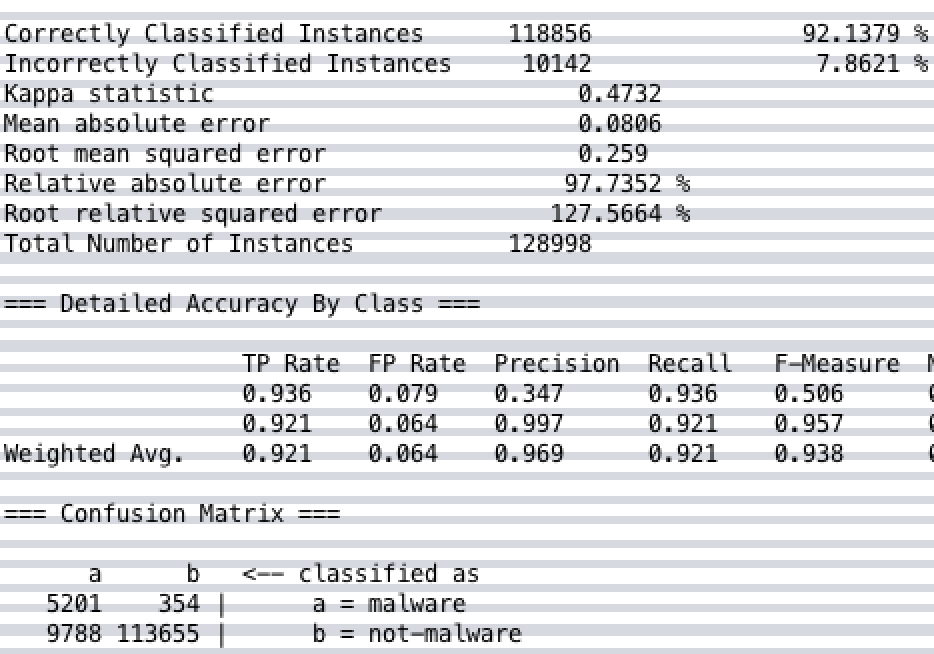 Correctly Classified Instances 118856 92.1379 %
Incorrectly Classified Instances 10142 7.8621 %
Kappa statistic 0.4732
Mean absolute error 0.0806
Root mean squared error 0.259
Relative absolute error 97.7352 %
Root relative squared error 127.5664 %
Total Number of Instances 128998
=== Detailed Accuracy By Class ===
TP Rate FP Rate Precision Recall F-Measure
0.936 0.079 0.347 0.936 0.506
0.921 0.064 0.997 0.921 0.957
Weighted Avg. 0.921 0.064 0.969 0.921 0.938
=== Confusion Matrix ===
a b <-- classified as
5201 354 | a = malware
9788 113655 | b = not-malware